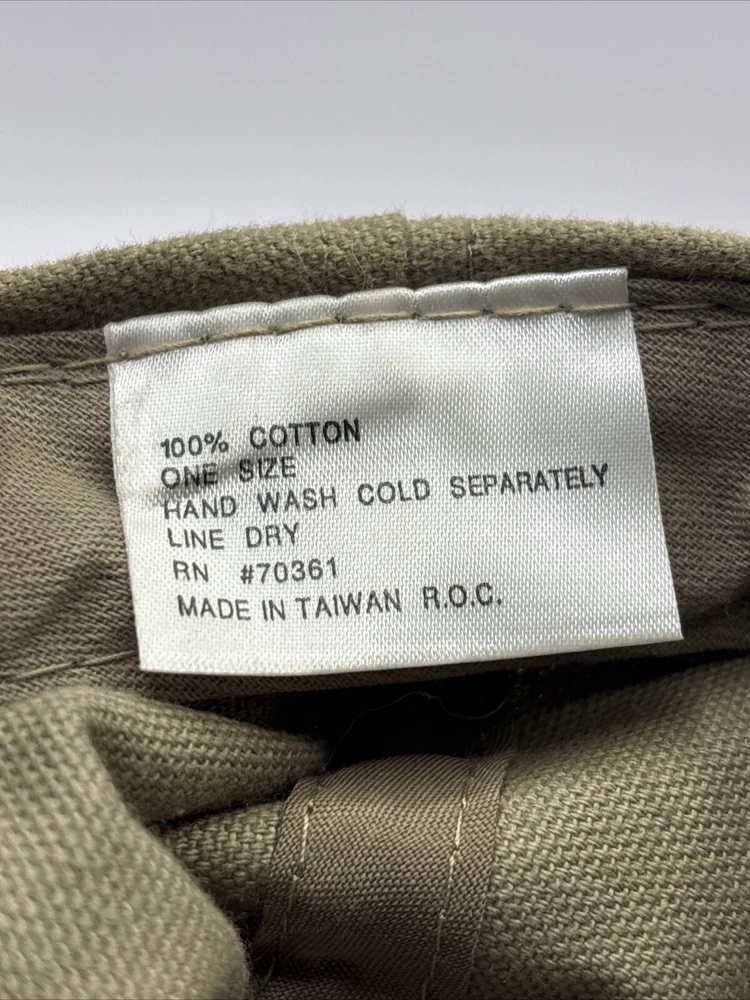 100% COTTON
ONE SIZE
HAND WASH COLD SEPARATELY
LINE DRY
RN #70361
MADE IN TAIWAN R.O.C.